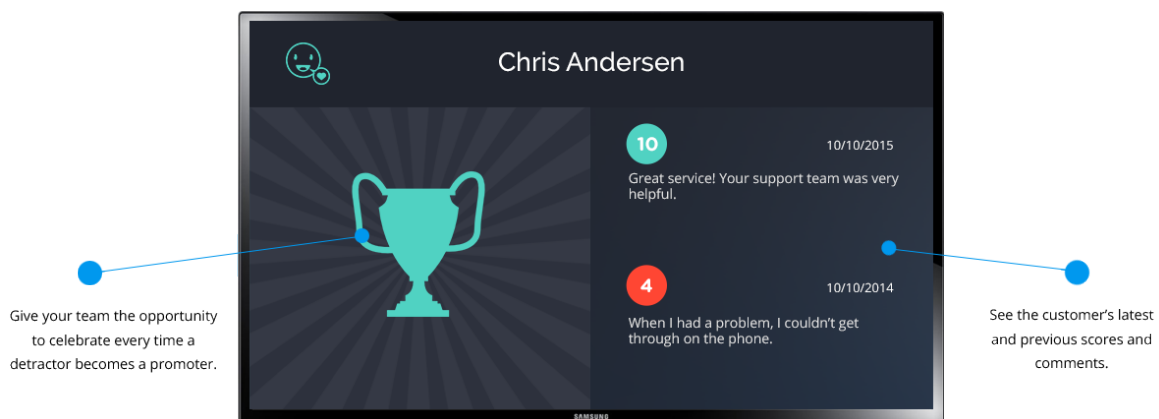 Chris Andersen
10
10/10/2015
Great service! Your support team was very
helpful.
4
10/10/2014
When I had a problem, I couldn't get
through on the phone.
SAMSUNG
Give your team the opportunity
to celebrate every time a
detractor becomes a promoter.
See the customer's latest
and previous scores and
comments.